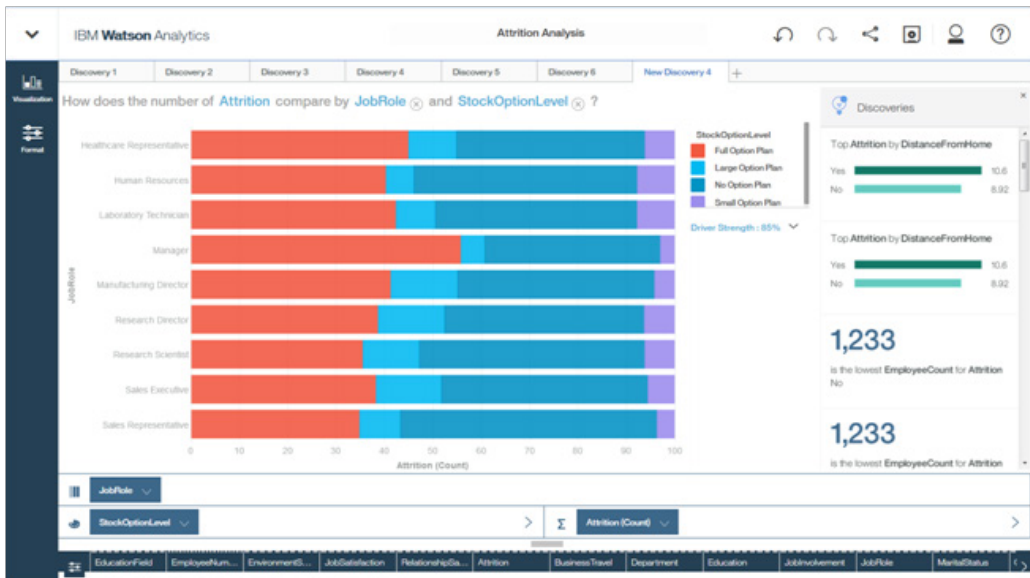 IBM Watson Analytics
Attrition Analysis
Discovery 1
Discovery 2
Discovery 3
Discovery 4
Discovery 5
Discovery 6
New Discovery 4
Visualization
Format
How does the number of Attrition compare by JobRole and StockOptionLevel ?
JobRole
Healthcare Representative
Human Resources
Laboratory Technician
Manager
Manufacturing Director
Research Director
Research Scientist
Sales Executive
Sales Representative
0 10 20 30 40 50 60 70 80 90 100
Attrition (Count)
StockOptionLevel
Full Option Plan
Large Option Plan
No Option Plan
Small Option Plan
Driver Strength : 85%
Discoveries
Top Attrition by DistanceFromHome
Yes 10.6
No 8.92
Top Attrition by DistanceFromHome
Yes 10.6
No 8.92
1,233
is the lowest EmployeeCount for Attrition
No
1,233
is the lowest EmployeeCount for Attrition
JobRole
StockOptionLevel
Σ Attrition (Count)
EducationField
EmployeeNum...
EnvironmentS...
JobSatisfaction
RelationshipSa...
Attrition
BusinessTravel
Department
Education
JobInvolvement
JobRole
MaritalStatus